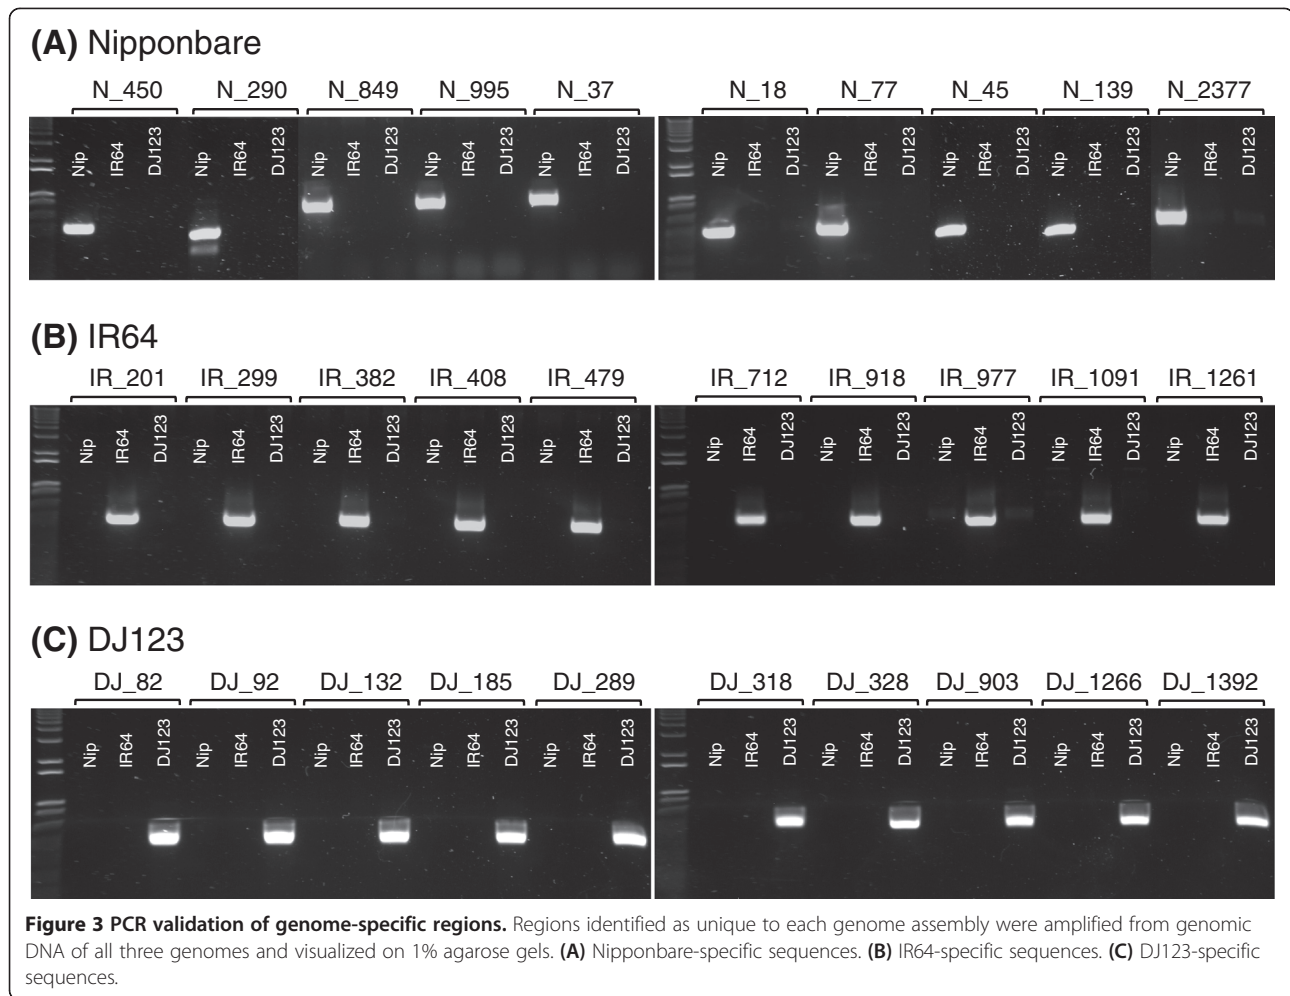 (A) Nipponbare
N_450 N_290 N_849 N_995 N_37 N_18 N_77 N_45 N_139 N_2377
Nip IR64 DJ123 Nip IR64 DJ123 Nip IR64 DJ123 Nip IR64 DJ123 Nip IR64 DJ123 Nip IR64 DJ123 Nip IR64 DJ123 Nip IR64 DJ123 Nip IR64 DJ123 Nip IR64 DJ123
(B) IR64
IR_201 IR_299 IR_382 IR_408 IR_479 IR_712 IR_918 IR_977 IR_1091 IR_1261
Nip IR64 DJ123 Nip IR64 DJ123 Nip IR64 DJ123 Nip IR64 DJ123 Nip IR64 DJ123 Nip IR64 DJ123 Nip IR64 DJ123 Nip IR64 DJ123 Nip IR64 DJ123 Nip IR64 DJ123
(C) DJ123
DJ_82 DJ_92 DJ_132 DJ_185 DJ_289 DJ_318 DJ_328 DJ_903 DJ_1266 DJ_1392
Nip IR64 DJ123 Nip IR64 DJ123 Nip IR64 DJ123 Nip IR64 DJ123 Nip IR64 DJ123 Nip IR64 DJ123 Nip IR64 DJ123 Nip IR64 DJ123 Nip IR64 DJ123 Nip IR64 DJ123
Figure 3 PCR validation of genome-specific regions. Regions identified as unique to each genome assembly were amplified from genomic
DNA of all three genomes and visualized on 1% agarose gels. (A) Nipponbare-specific sequences. (B) IR64-specific sequences. (C) DJ123-specific
sequences.